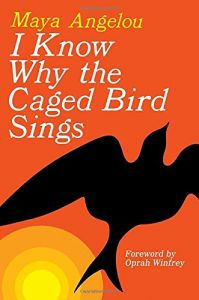 Maya Angelou
I Know
Why the
Caged Bird
Sings
Foreword by
Oprah Winfrey